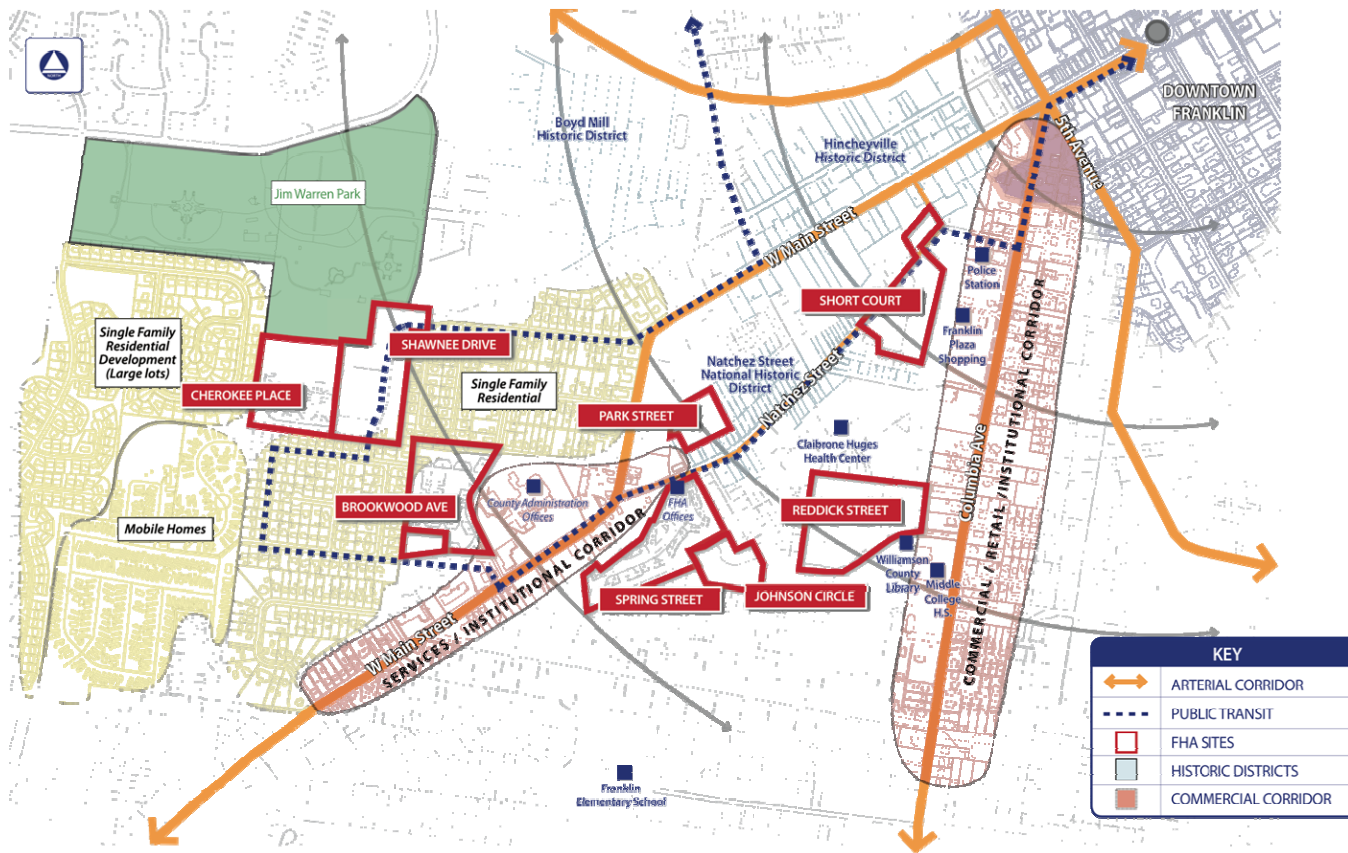 NORTH
Boyd Mill
Historic District
Hincheyville
Historic District
DOWNTOWN
FRANKLIN
5th Avenue
Jim Warren Park
W Main Street
Police
Station
SHORT COURT
Franklin
Plaza
Shopping
Single Family
Residential
Development
(Large lots)
SHAWNEE DRIVE
CHEROKEE PLACE
Single Family
Residential
Natchez Street
National Historic
District
Natchez Street
PARK STREET
Claibrone Huges
Health Center
Columbia Ave
COMMERCIAL / RETAIL /INSTITUTIONAL CORRIDOR
BROOKWOOD AVE
County Administration
Offices
FHA
Offices
REDDICK STREET
Mobile Homes
Williamson
County
Library
Middle
College
H.S.
SPRING STREET
JOHNSON CIRCLE
W Main Street
SERVICES / INSTITUTIONAL CORRIDOR
Franklin
Elementary School
KEY
ARTERIAL CORRIDOR
PUBLIC TRANSIT
FHA SITES
HISTORIC DISTRICTS
COMMERCIAL CORRIDOR